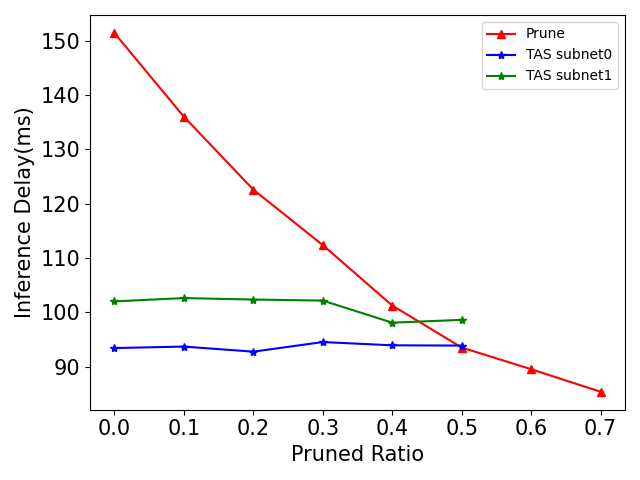 Prune
TAS subnet0
TAS subnet1
Inference Delay(ms)
150
140
130
120
110
100
90
0.0 0.1 0.2 0.3 0.4 0.5 0.6 0.7
Pruned Ratio